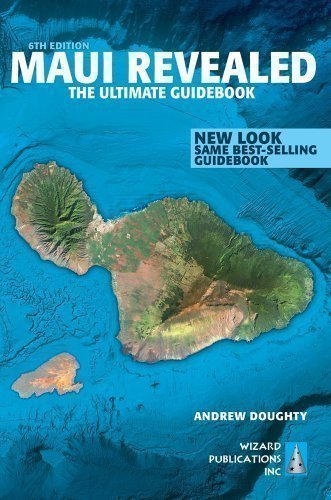 6TH EDITION
MAUI REVEALED
THE ULTIMATE GUIDEBOOK
NEW LOOK
SAME BEST-SELLING
GUIDEBOOK
ANDREW DOUGHTY
WIZARD
PUBLICATIONS
INC